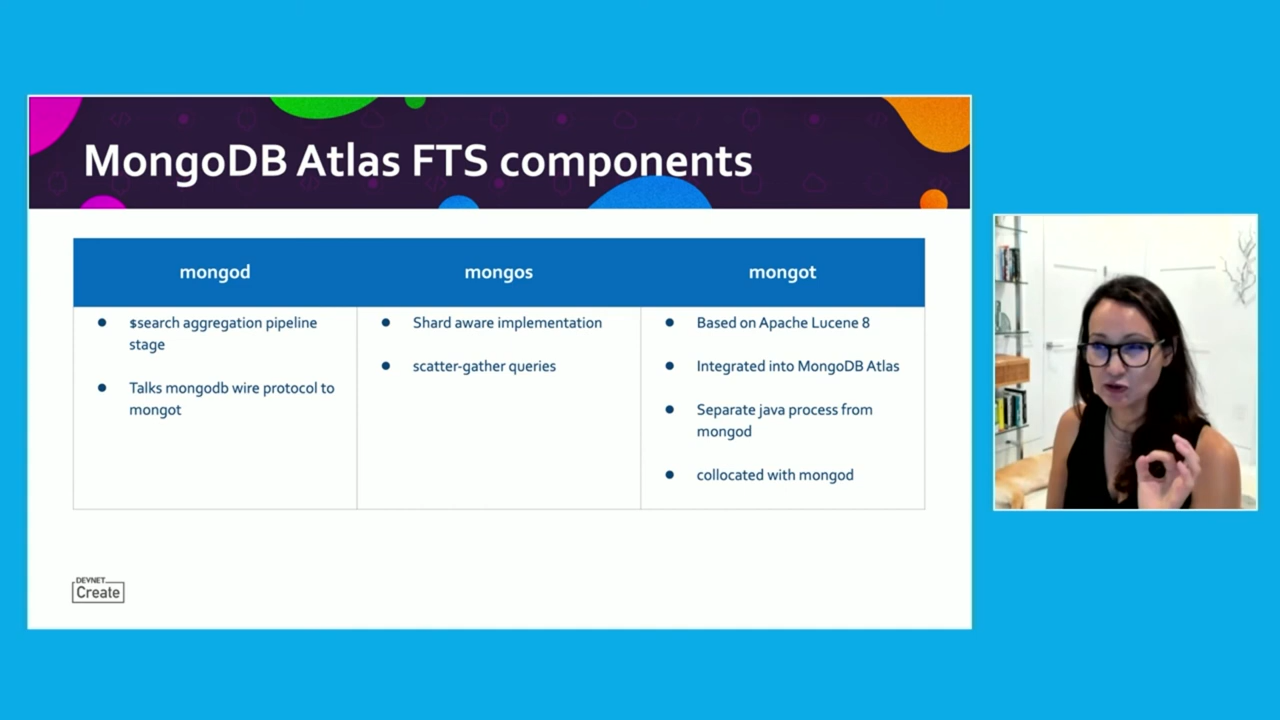 MongoDB Atlas FTS components
mongod
mongos
mongot
$search aggregation pipeline
stage
Talks mongodb wire protocol to
mongot
Shard aware implementation
scatter-gather queries
Based on Apache Lucene 8
Integrated into MongoDB Atlas
Separate java process from
mongod
collocated with mongod
DEVNET
Create